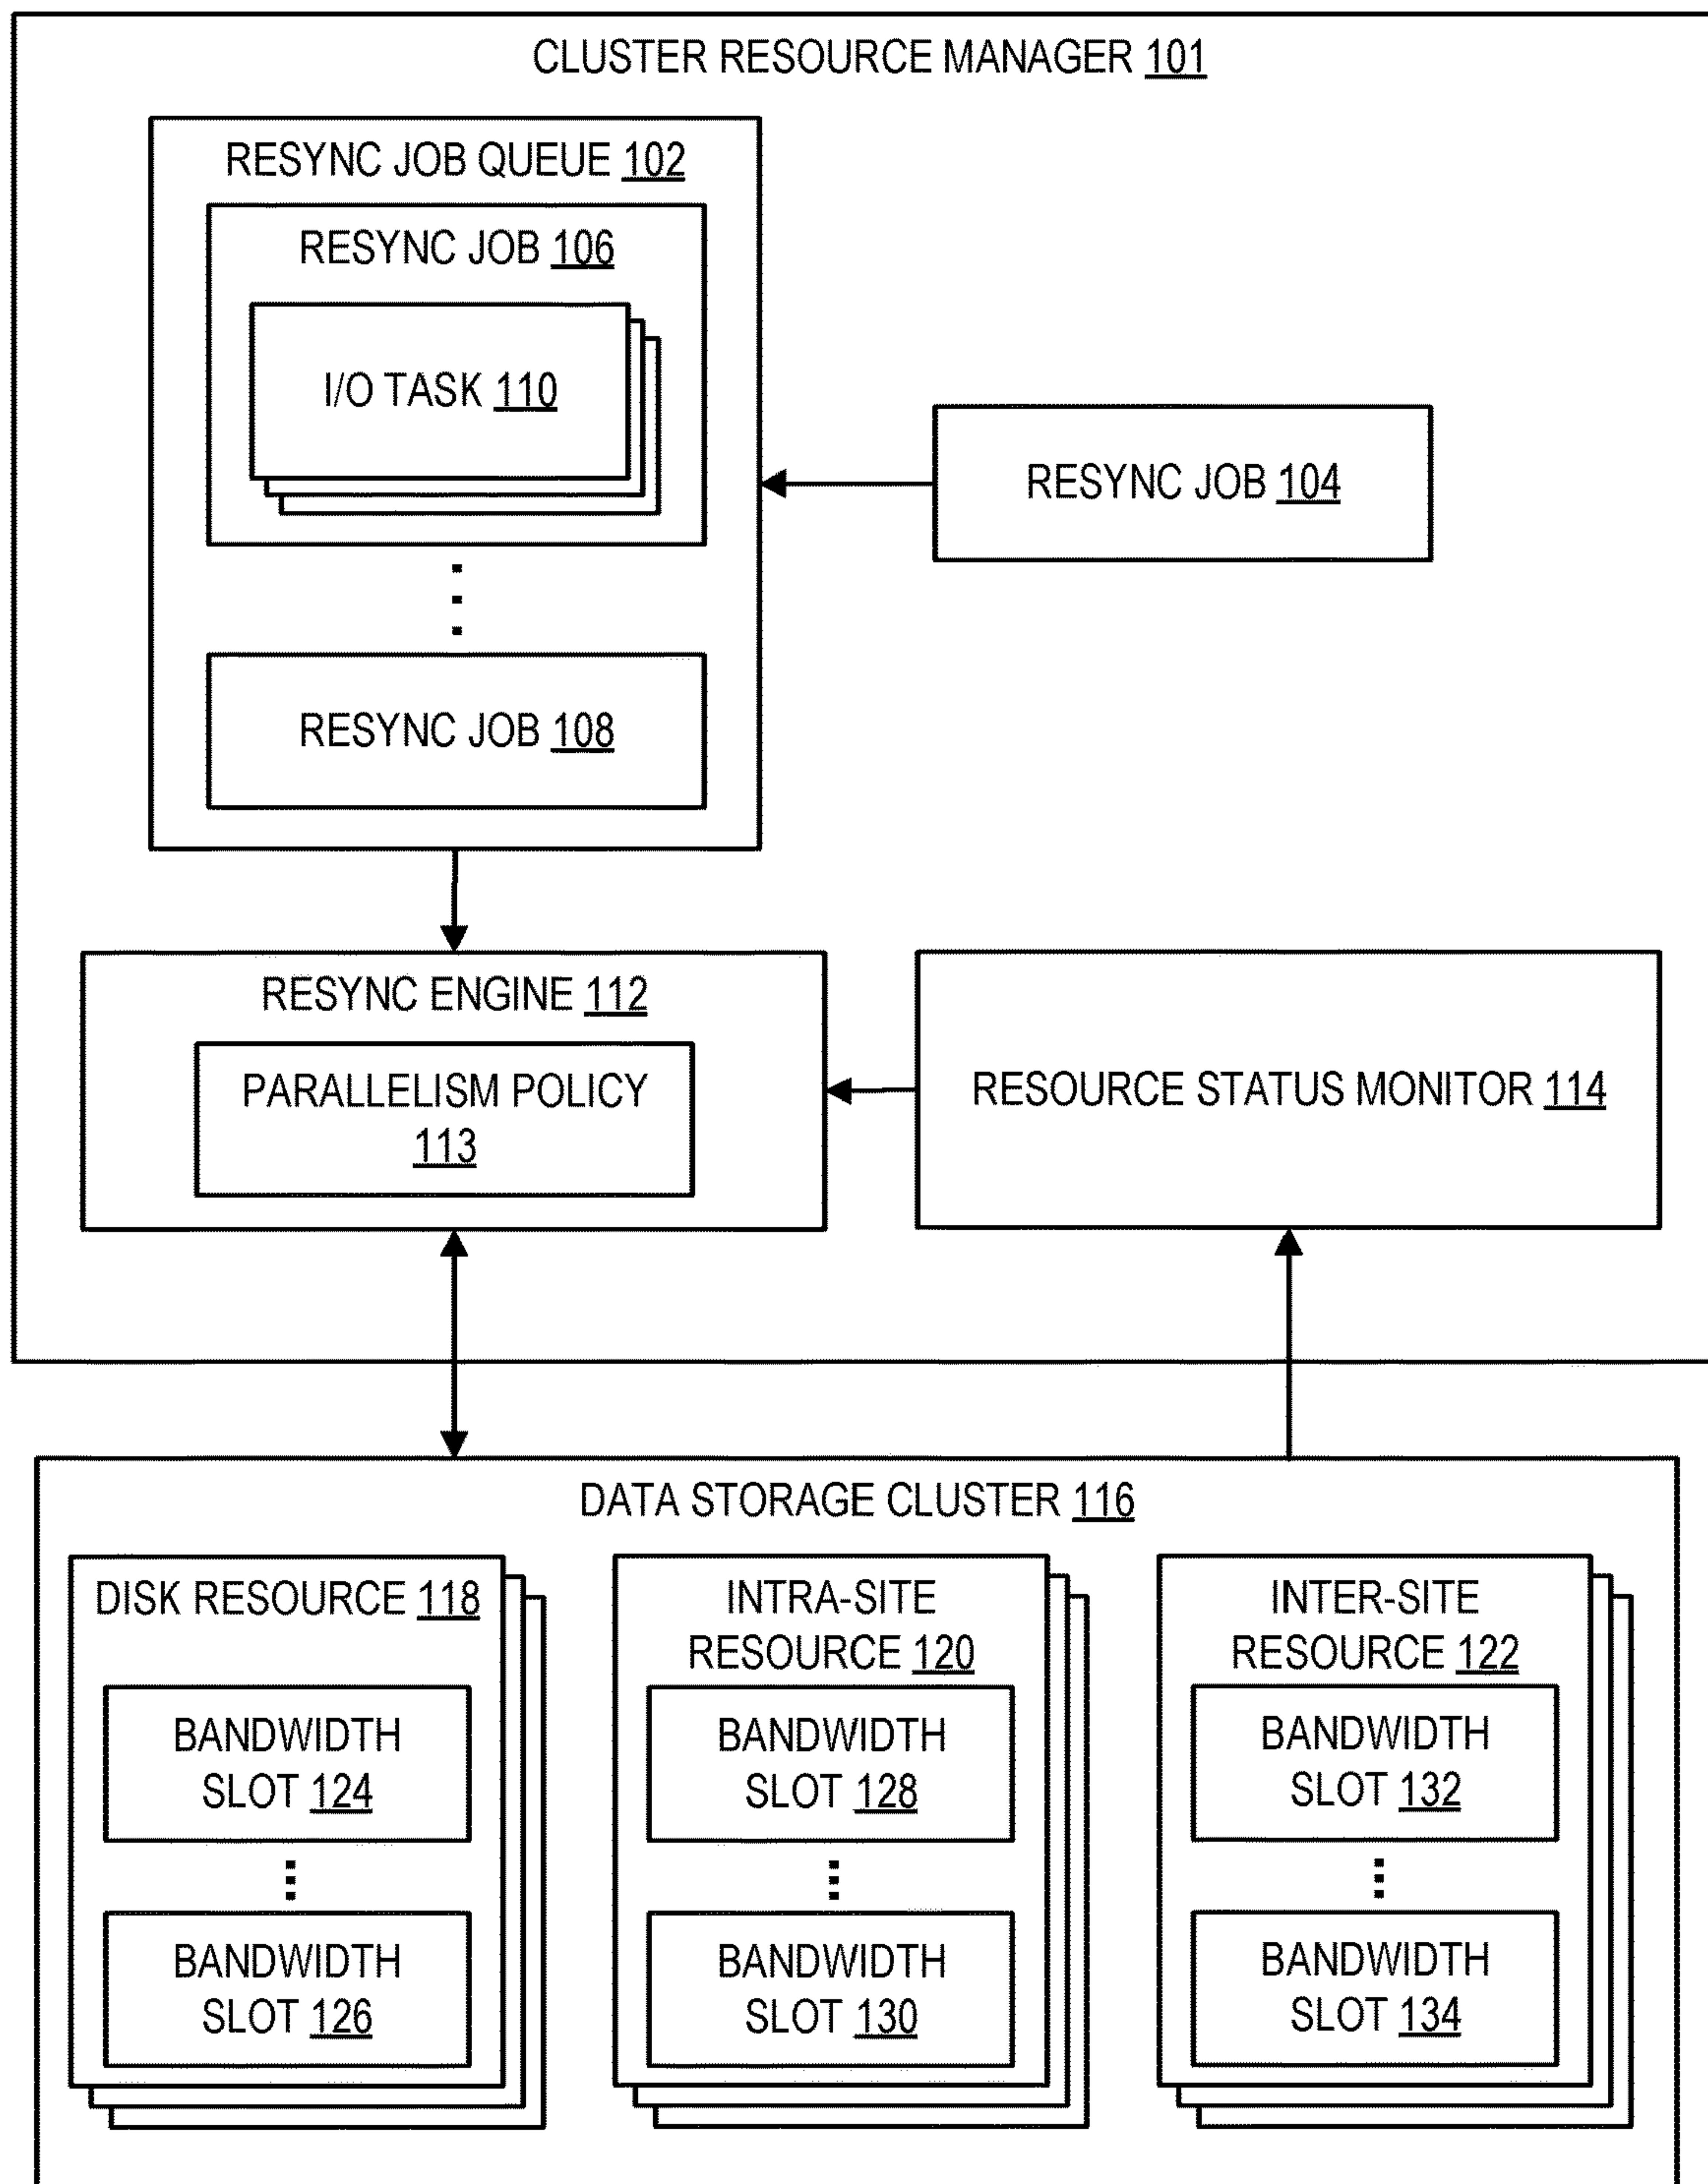 CLUSTER RESOURCE MANAGER 101
RESYNC JOB QUEUE 102
RESYNC JOB 106
I/O TASK 110
RESYNC JOB 104
RESYNC JOB 108
RESYNC ENGINE 112
PARALLELISM POLICY
113
RESOURCE STATUS MONITOR 114
DATA STORAGE CLUSTER 116
DISK RESOURCE 118
BANDWIDTH
SLOT 124
BANDWIDTH
SLOT 126
INTRA-SITE
RESOURCE 120
BANDWIDTH
SLOT 128
BANDWIDTH
SLOT 130
INTER-SITE
RESOURCE 122
BANDWIDTH
SLOT 132
BANDWIDTH
SLOT 134